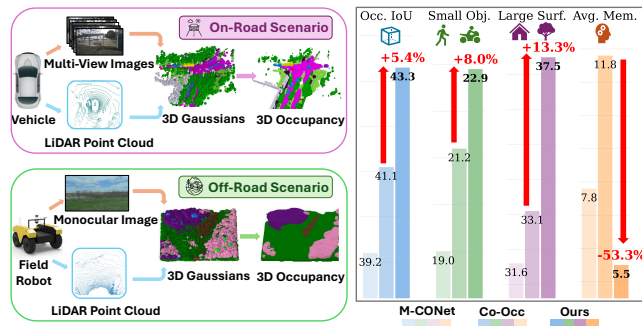 On-Road Scenario
Multi-View Images
Vehicle
LiDAR Point Cloud
3D Gaussians
3D Occupancy
Off-Road Scenario
Monocular Image
Field
Robot
LiDAR Point Cloud
3D Gaussians
3D Occupancy
Occ. IoU
Small Obj.
Large Surf.
Avg. Mem.
+5.4%
+8.0%
+13.3%
43.3
22.9
37.5
11.8
41.1
21.2
33.1
7.8
39.2
19.0
31.6
-53.3%
5.5
M-CONet
Co-Occ
Ours